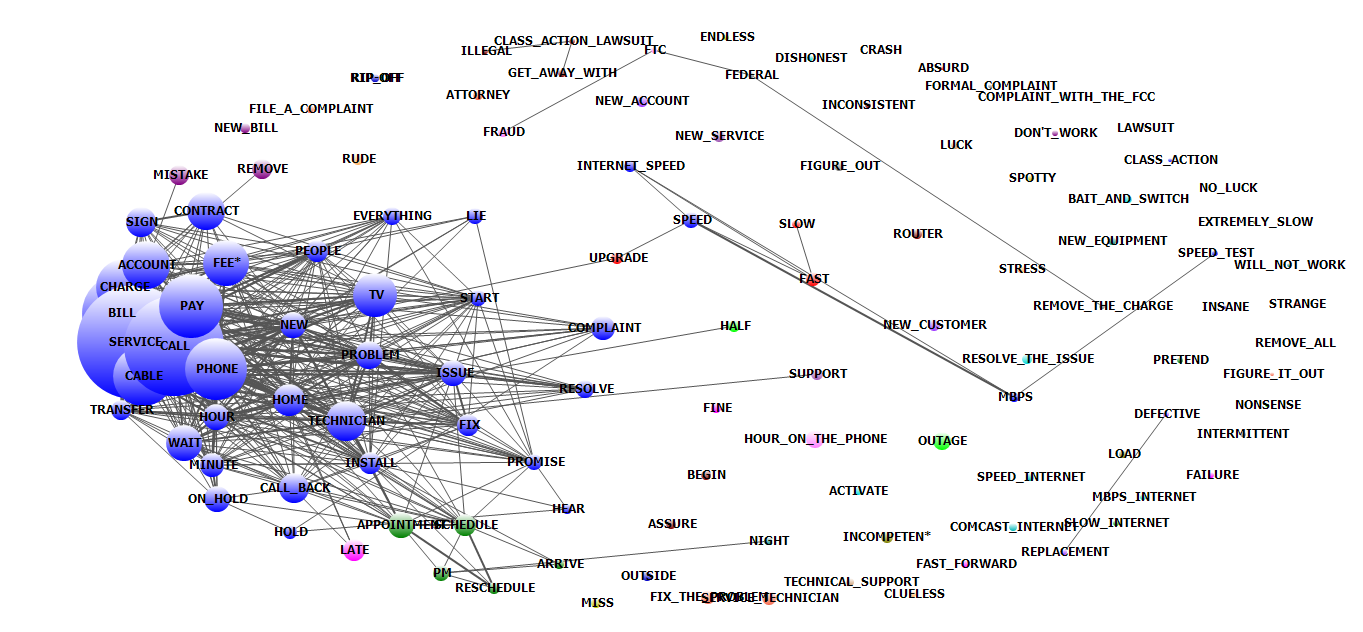 ENDLESS
CLASS_ACTION_LAWSUIT
ILLEGAL
FTC
CRASH
DISHONEST
ABSURD
GET_AWAY_WITH
FEDERAL
RIP_OFF
FORMAL_COMPLAINT
ATTORNEY
COMPLAINT_WITH_THE_FCC
NEW_ACCOUNT
INCONSISTENT
FILE_A_COMPLAINT
NEW_BILL
LAWSUIT
FRAUD
DON'T_WORK
NEW_SERVICE
LUCK
RUDE
CLASS_ACTION
INTERNET_SPEED
FIGURE_OUT
REMOVE
MISTAKE
SPOTTY
NO_LUCK
BAIT_AND_SWITCH
CONTRACT
EVERYTHING
LIE
SIGN
SPEED
SLOW
EXTREMELY_SLOW
ROUTER
NEW_EQUIPMENT
PEOPLE
SPEED_TEST
UPGRADE
FEE*
ACCOUNT
WILL_NOT_WORK
STRESS
FAST
CHARGE
TV
START
PAY
REMOVE_THE_CHARGE
INSANE
STRANGE
BILL
NEW
COMPLAINT
HALF
NEW_CUSTOMER
SERVICE
CALL
REMOVE_ALL
PROBLEM
RESOLVE_THE_ISSUE
PRETEND
PHONE
ISSUE
SUPPORT
FIGURE_IT_OUT
CABLE
RESOLVE
MBPS
HOME
NONSENSE
TRANSFER
FINE
DEFECTIVE
HOUR
TECHNICIAN
FIX
INTERMITTENT
WAIT
HOUR_ON_THE_PHONE
OUTAGE
LOAD
MINUTE
INSTALL
PROMISE
BEGIN
SPEED_INTERNET
FAILURE
CALL_BACK
ACTIVATE
ON_HOLD
MBPS_INTERNET
HEAR
APPOINTMENT
SCHEDULE
ASSURE
COMCAST_INTERNET
SLOW_INTERNET
HOLD
INCOMPETEN*
NIGHT
LATE
REPLACEMENT
ARRIVE
FAST_FORWARD
PM
OUTSIDE
TECHNICAL_SUPPORT
RESCHEDULE
CLUELESS
FIX_THE_PROBLEM
SERVICE_TECHNICIAN
MISS